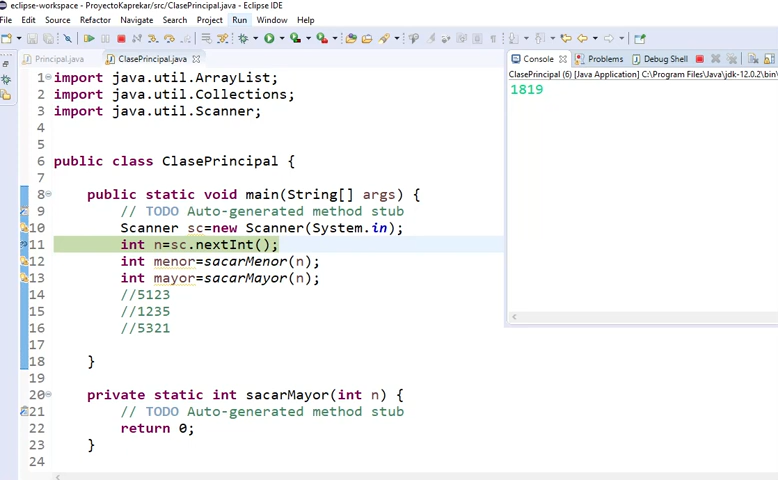 eclipse-workspace - ProyectoKaprekar/src/ClasePrincipal.java - Eclipse IDE
File Edit Source Refactor Navigate Search Project Run Window Help
Principal.java ClasePrincipal.java
1 import java.util.ArrayList;
2 import java.util.Collections;
3 import java.util.Scanner;
4
5
6 public class ClasePrincipal {
7
8 public static void main(String[] args) {
9 // TODO Auto-generated method stub
10 Scanner sc=new Scanner(System.in);
11 int n=sc.nextInt();
12 int menor=sacarMenor(n);
13 int mayor=sacarMayor(n);
14 //5123
15 //1235
16 //5321
17
18 }
19
20 private static int sacarMayor(int n) {
21 // TODO Auto-generated method stub
22 return 0;
23 }
24
Console Problems Debug Shell
ClasePrincipal (6) [Java Application] C:\Program Files\Java\jdk-12.0.2\bin\
1819